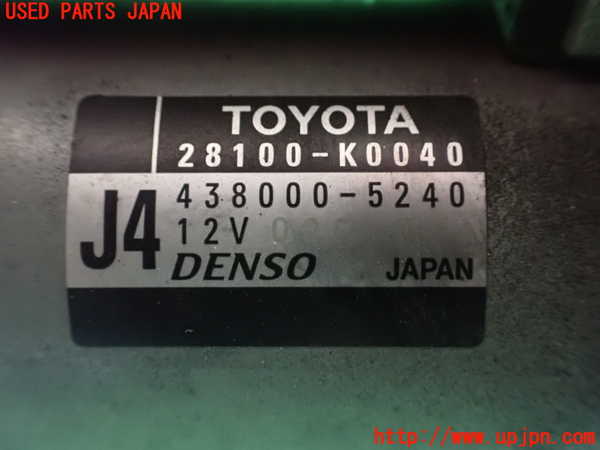 USED PARTS JAPAN
TOYOTA
28100-K0040
J4
438000-5240
12V
DENSO JAPAN
http://www.upjpn.com/